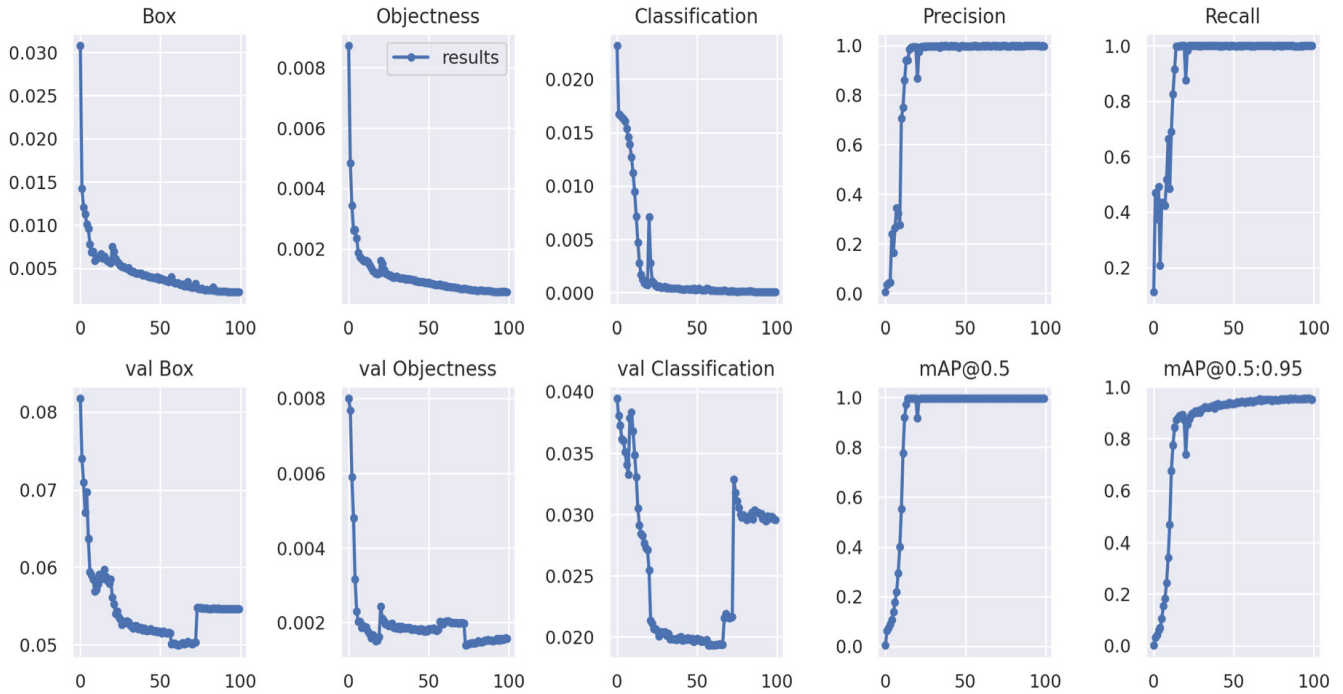 Box
Objectness
Classification
Precision
Recall
results
0.030
0.025
0.020
0.015
0.010
0.005
0 50 100
0.008
0.006
0.004
0.002
0 50 100
0.020
0.015
0.010
0.005
0.000
0 50 100
1.0
0.8
0.6
0.4
0.2
0.0
0 50 100
1.0
0.8
0.6
0.4
0.2
0 50 100
val Box
val Objectness
val Classification
mAP@0.5
mAP@0.5:0.95
0.08
0.07
0.06
0.05
0 50 100
0.008
0.006
0.004
0.002
0 50 100
0.040
0.035
0.030
0.025
0.020
0 50 100
1.0
0.8
0.6
0.4
0.2
0.0
0 50 100
1.0
0.8
0.6
0.4
0.2
0.0
0 50 100